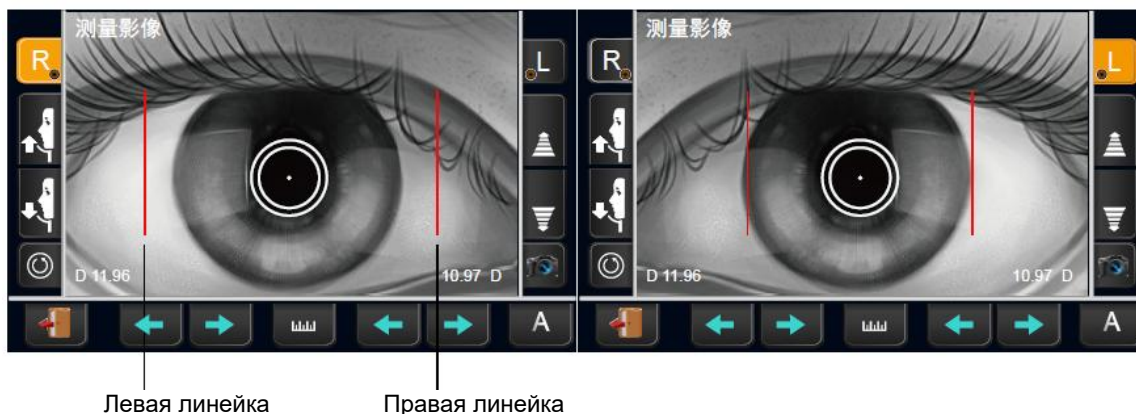 测量影像
R
L
D 11.96
10.97 D
A
测量影像
R
L
D 11.96
10.97 D
A
Левая линейка
Правая линейка